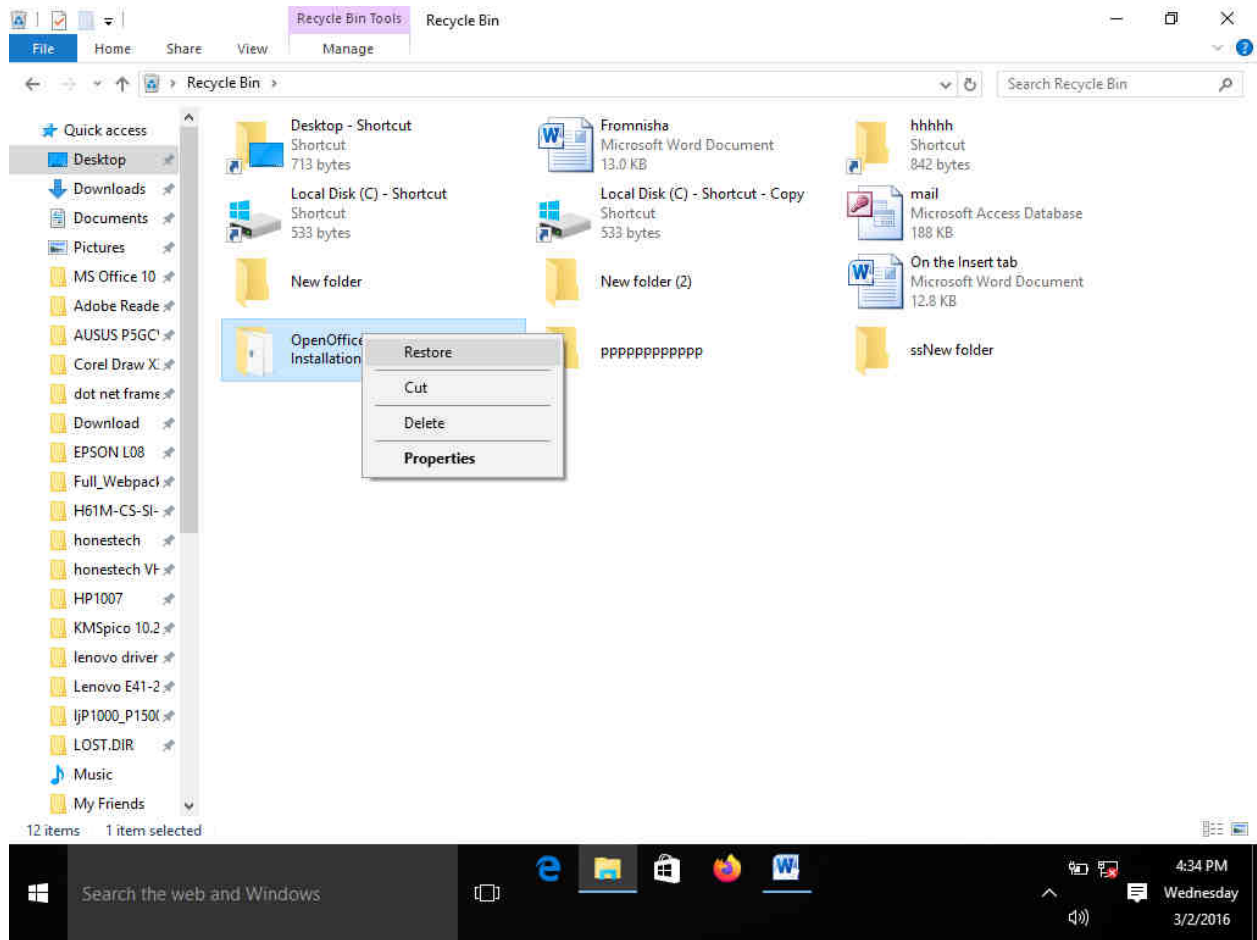 Recycle Bin Tools
Recycle Bin
File
Home
Share
View
Manage
Recycle Bin
Search Recycle Bin
Quick access
Desktop
Downloads
Documents
Pictures
MS Office 10
Adobe Reade
AUSUS P5GC
Corel Draw X
dot net frame
Download
EPSON L08
Full_Webpack
H61M-CS-SI-
honestech
honestech VH
HP1007
KMSpico 10.2
lenovo driver
Lenovo E41-2
ljP1000_P150
LOST.DIR
Music
My Friends
Desktop - Shortcut
Shortcut
713 bytes
Fromnisha
Microsoft Word Document
13.0 KB
hhhhh
Shortcut
842 bytes
Local Disk (C) - Shortcut
Shortcut
533 bytes
Local Disk (C) - Shortcut - Copy
Shortcut
533 bytes
mail
Microsoft Access Database
188 KB
New folder
New folder (2)
On the Insert tab
Microsoft Word Document
12.8 KB
OpenOffice
Installation
pppppppppppp
ssNew folder
Restore
Cut
Delete
Properties
12 items
1 item selected
Search the web and Windows
4:34 PM
Wednesday
3/2/2016